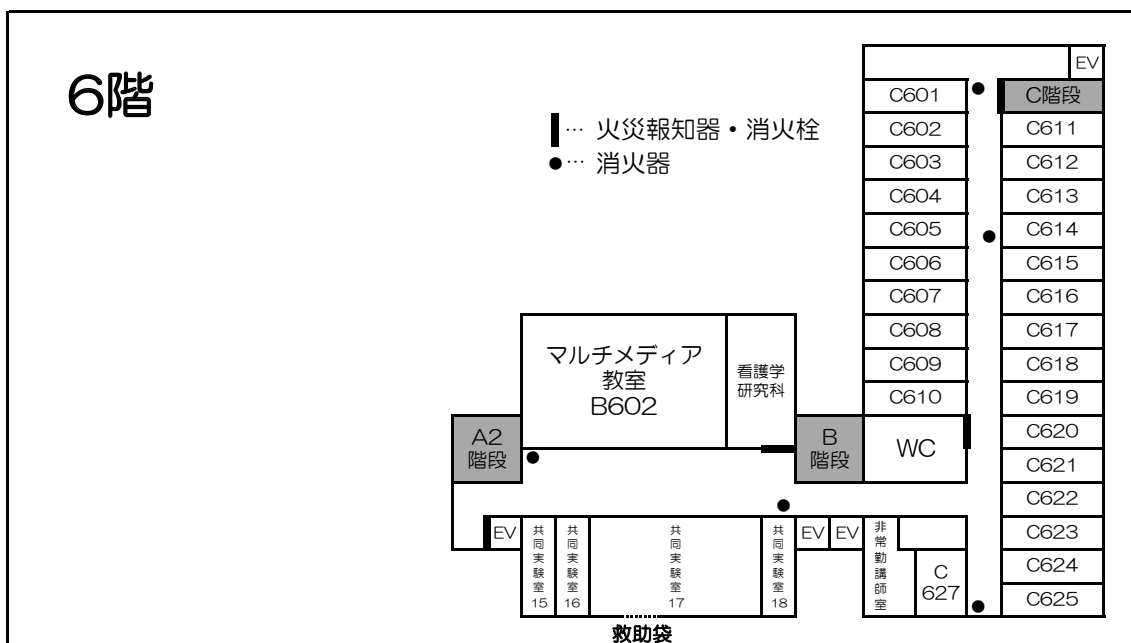 6階
… 火災報知器・消火栓
●… 消火器
EV
C601
C602
C603
C604
C605
C606
C607
C608
C609
C610
WC
C階段
C611
C612
C613
C614
C615
C616
C617
C618
C619
C620
C621
C622
C623
C624
C625
マルチメディア
教室
B602
看護学
研究科
A2
階段
B
階段
EV
共同実験室15
共同実験室16
共同実験室17
共同実験室18
EV
EV
非常勤講師室
C
627
救助袋